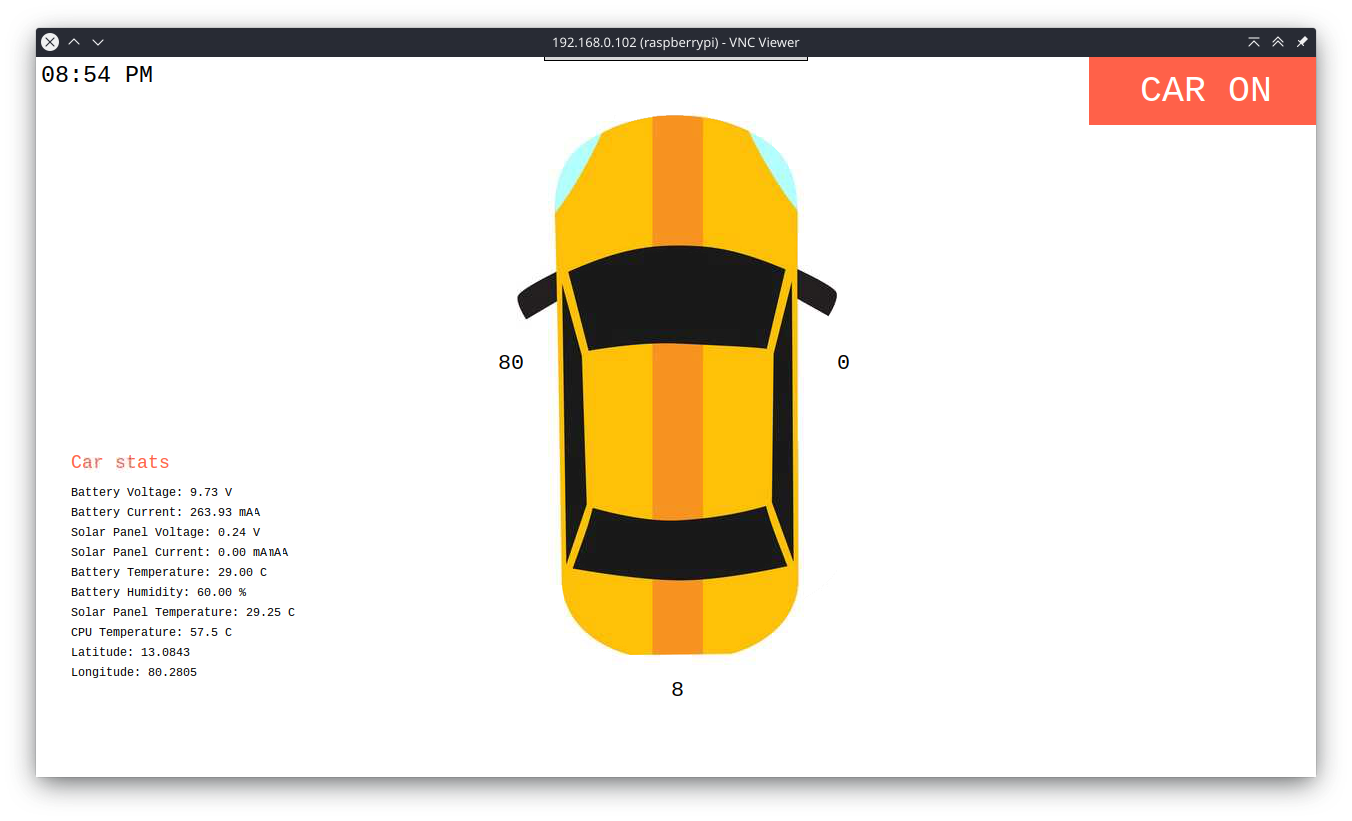 192.168.0.102 (raspberrypi) - VNC Viewer
08:54 PM
CAR ON
80
0
Car stats
Battery Voltage: 9.73 V
Battery Current: 263.93 mAA
Solar Panel Voltage: 0.24 V
Solar Panel Current: 0.00 mAmAA
Battery Temperature: 29.00 C
Battery Humidity: 60.00 %
Solar Panel Temperature: 29.25 C
CPU Temperature: 57.5 C
Latitude: 13.0843
Longitude: 80.2805
8